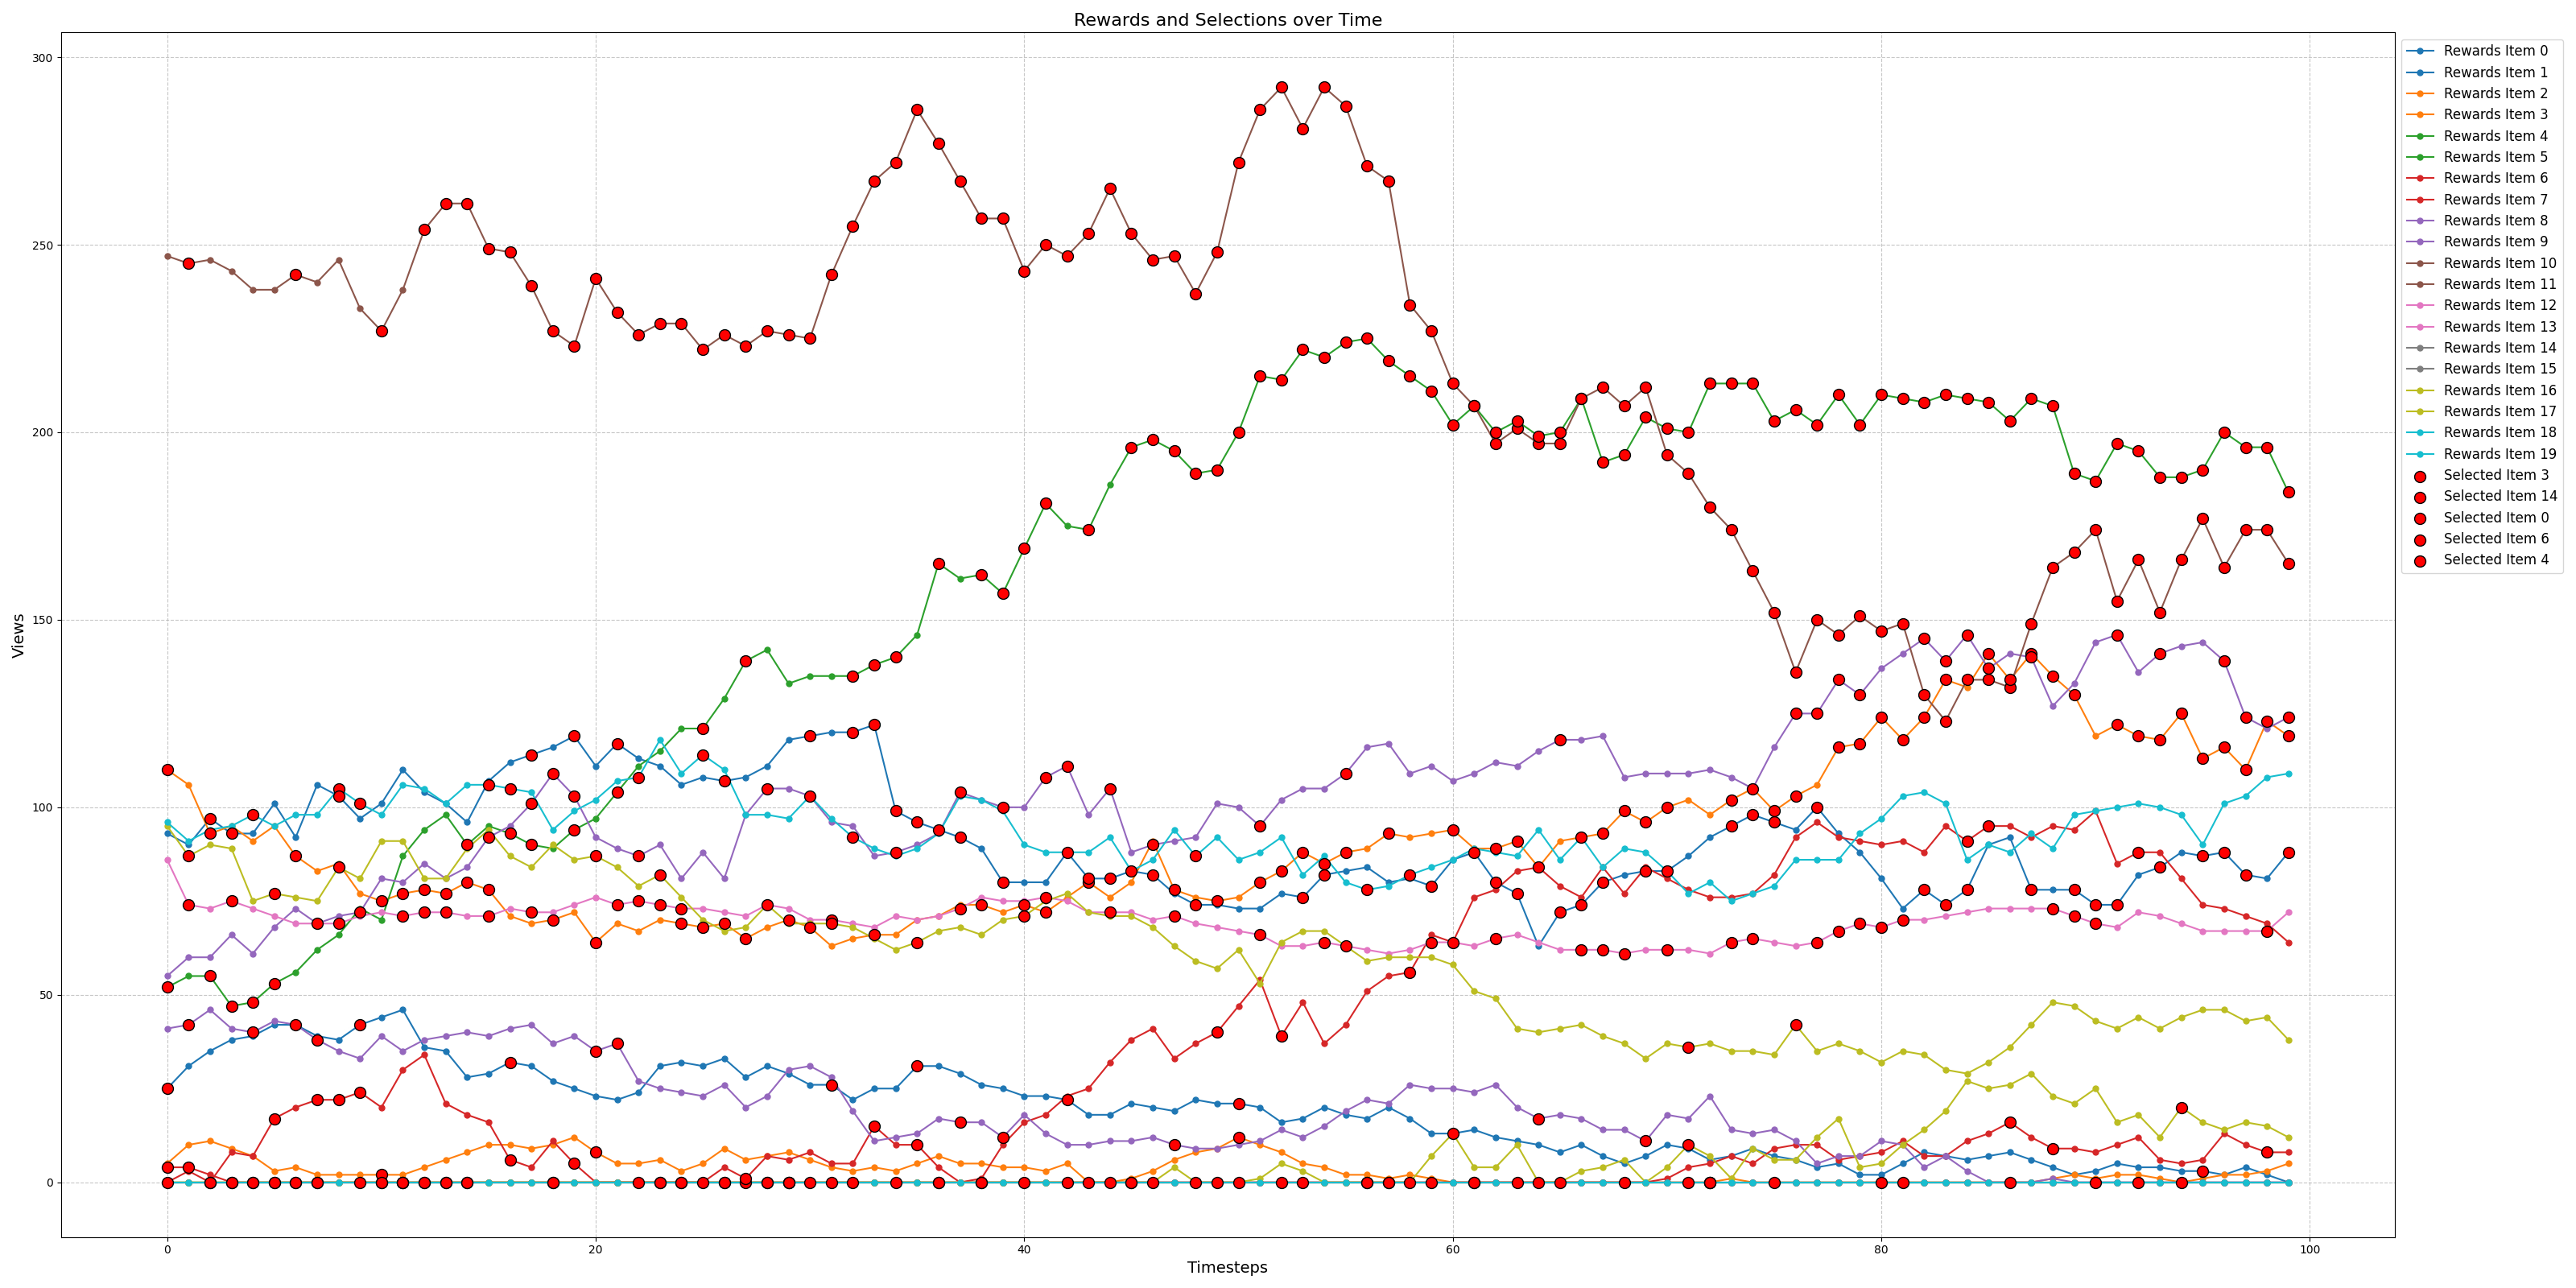 Rewards and Selections over Time
Views
300
250
200
150
100
50
0
0
20
40
60
80
100
Timesteps
Rewards Item 0
Rewards Item 1
Rewards Item 2
Rewards Item 3
Rewards Item 4
Rewards Item 5
Rewards Item 6
Rewards Item 7
Rewards Item 8
Rewards Item 9
Rewards Item 10
Rewards Item 11
Rewards Item 12
Rewards Item 13
Rewards Item 14
Rewards Item 15
Rewards Item 16
Rewards Item 17
Rewards Item 18
Rewards Item 19
Selected Item 3
Selected Item 14
Selected Item 0
Selected Item 6
Selected Item 4